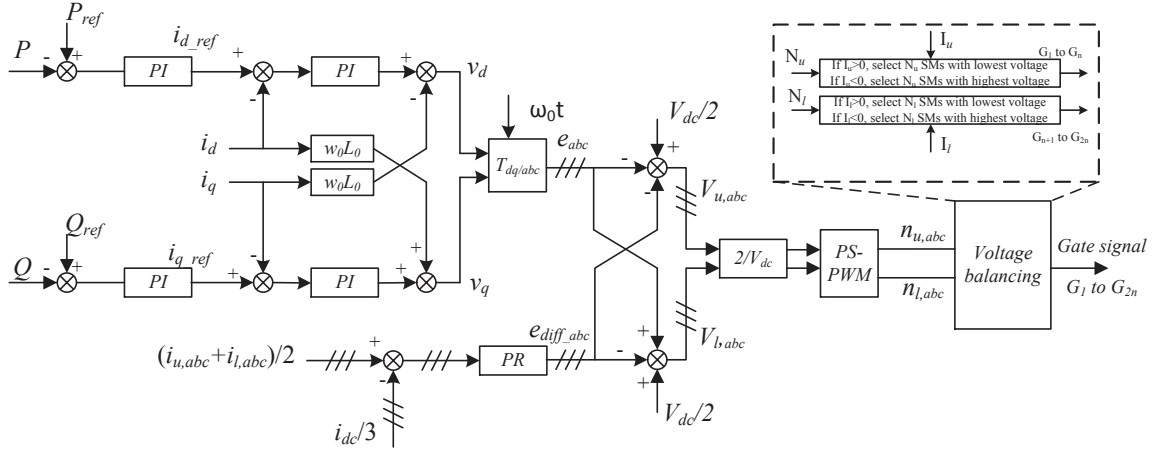 P_ref
P
-
+
PI
i_d_ref
+
-
PI
+
-
v_d
i_d
w_0L_0
i_q
w_0L_0
Q_ref
Q
-
+
PI
i_q_ref
+
-
PI
+
+
v_q
ω_0t
T_dq/abc
e_abc
V_dc/2
-
+
-
V_u,abc
(i_u,abc+i_l,abc)/2
+
-
i_dc/3
PR
e_diff_abc
-
+
+
V_l,abc
V_dc/2
2/V_dc
PS-
PWM
n_u,abc
n_l,abc
Voltage
balancing
Gate signal
G_1 to G_2n
I_u
G_1 to G_n
N_u
If I_u>0, select N_u SMs with lowest voltage
If I_u<0, select N_u SMs with highest voltage
N_l
If I_l>0, select N_l SMs with lowest voltage
If I_l<0, select N_l SMs with highest voltage
G_n+1 to G_2n
I_l